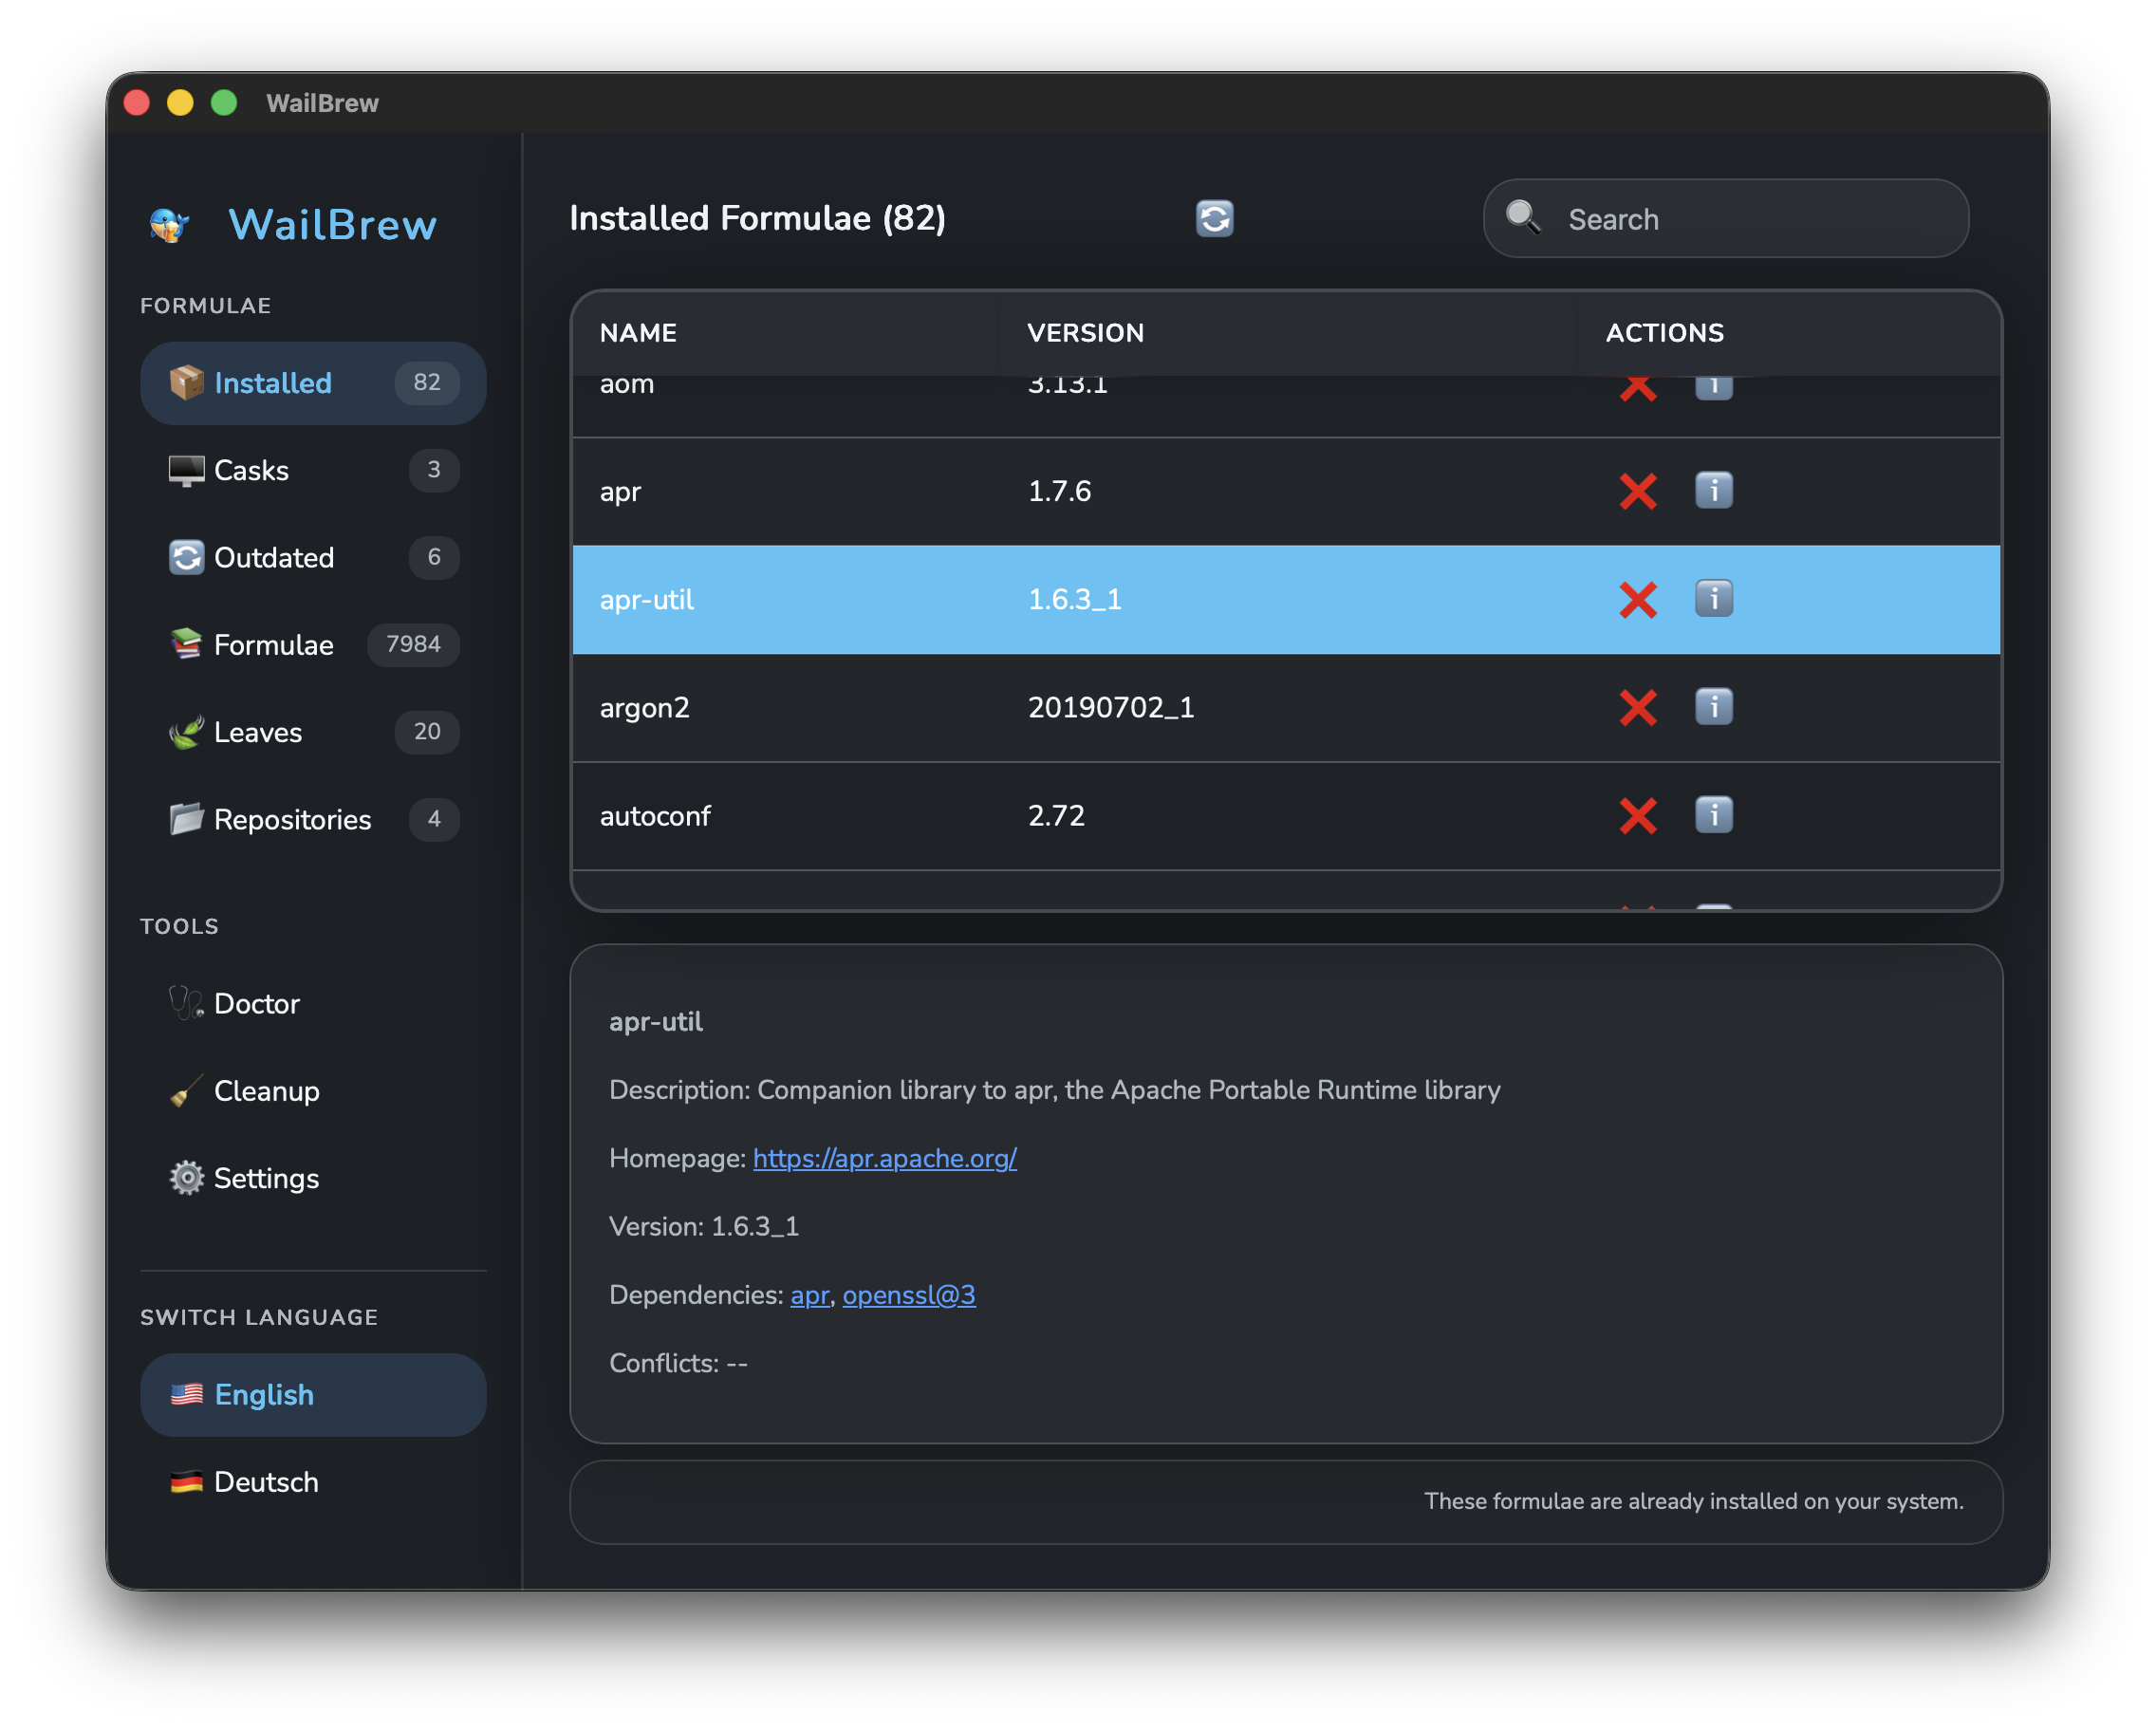 WailBrew
WailBrew
FORMULAE
Installed 82
Casks 3
Outdated 6
Formulae 7984
Leaves 20
Repositories 4
TOOLS
Doctor
Cleanup
Settings
SWITCH LANGUAGE
English
Deutsch
Installed Formulae (82)
Search
NAME VERSION ACTIONS
aom 3.13.1
apr 1.7.6
apr-util 1.6.3_1
argon2 20190702_1
autoconf 2.72
apr-util
Description: Companion library to apr, the Apache Portable Runtime library
Homepage: https://apr.apache.org/
Version: 1.6.3_1
Dependencies: apr, openssl@3
Conflicts: --
These formulae are already installed on your system.